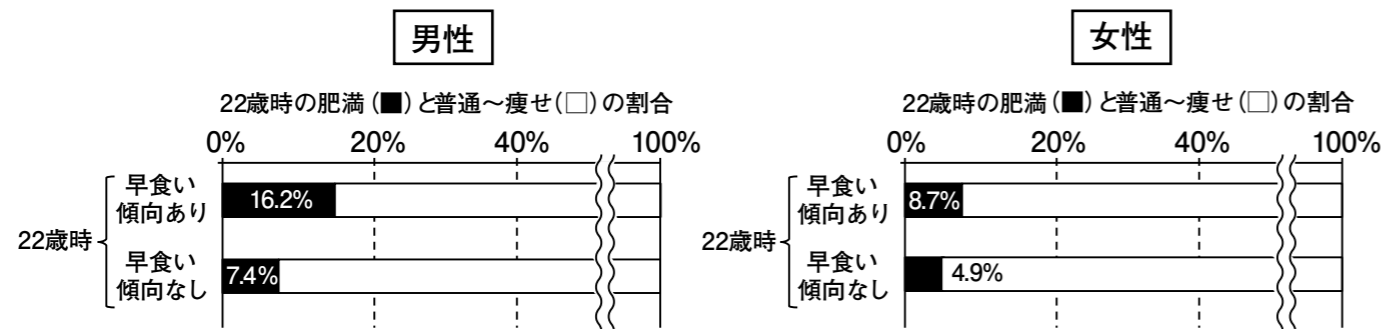 男性
22歳時の肥満（■）と普通～痩せ（□）の割合
0% 20% 40% 100%
22歳時
早食い
傾向あり
16.2%
早食い
傾向なし
7.4%
女性
22歳時の肥満（■）と普通～痩せ（□）の割合
0% 20% 40% 100%
22歳時
早食い
傾向あり
8.7%
早食い
傾向なし
4.9%